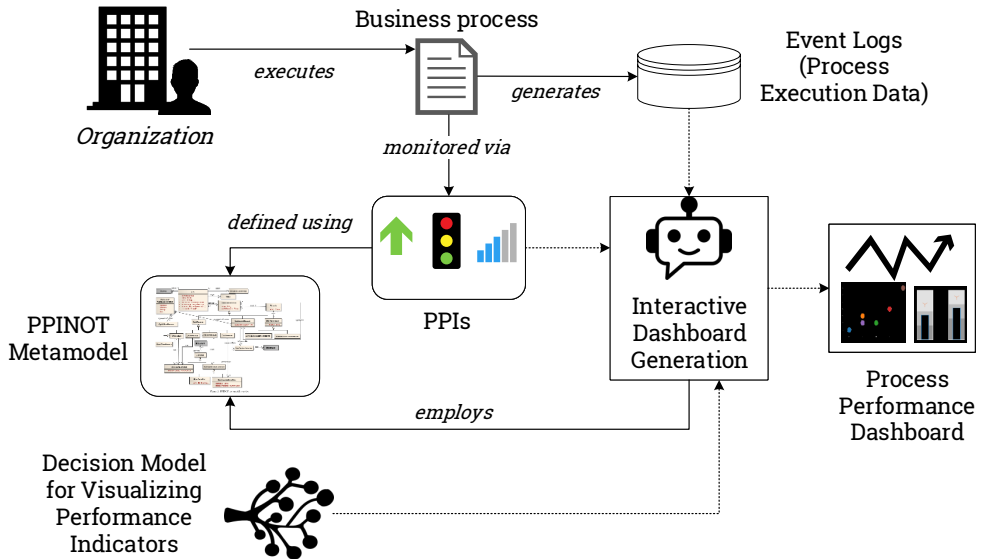 Business process
executes
generates
Event Logs
(Process
Execution Data)
Organization
monitored via
defined using
PPIs
PPINOT
Metamodel
Interactive
Dashboard
Generation
employs
Process
Performance
Dashboard
Decision Model
for Visualizing
Performance
Indicators